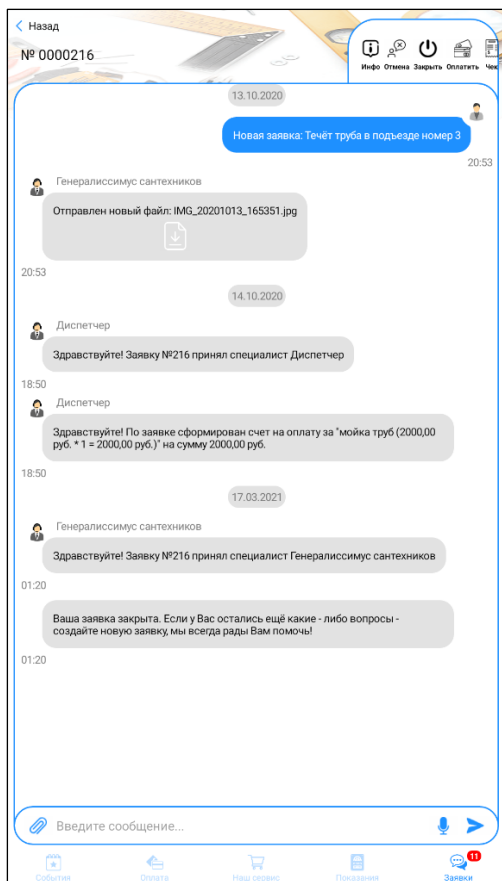 Назад
№ 0000216
Инфо Отмена Закрыть Оплатить Чек
13.10.2020
Новая заявка: Течёт труба в подъезде номер 3
20:53
Генералиссимус сантехников
Отправлен новый файл: IMG_20201013_165351.jpg
20:53
14.10.2020
Диспетчер
Здравствуйте! Заявку №216 принял специалист Диспетчер
18:50
Диспетчер
Здравствуйте! По заявке сформирован счет на оплату за "мойка труб (2000,00
руб. * 1 = 2000,00 руб.)" на сумму 2000,00 руб.
18:50
17.03.2021
Генералиссимус сантехников
Здравствуйте! Заявку №216 принял специалист Генералиссимус сантехников
01:20
Ваша заявка закрыта. Если у Вас остались ещё какие - либо вопросы -
создайте новую заявку, мы всегда рады Вам помочь!
01:20
Введите сообщение...
11
События Оплата Наш сервис Показания Заявки